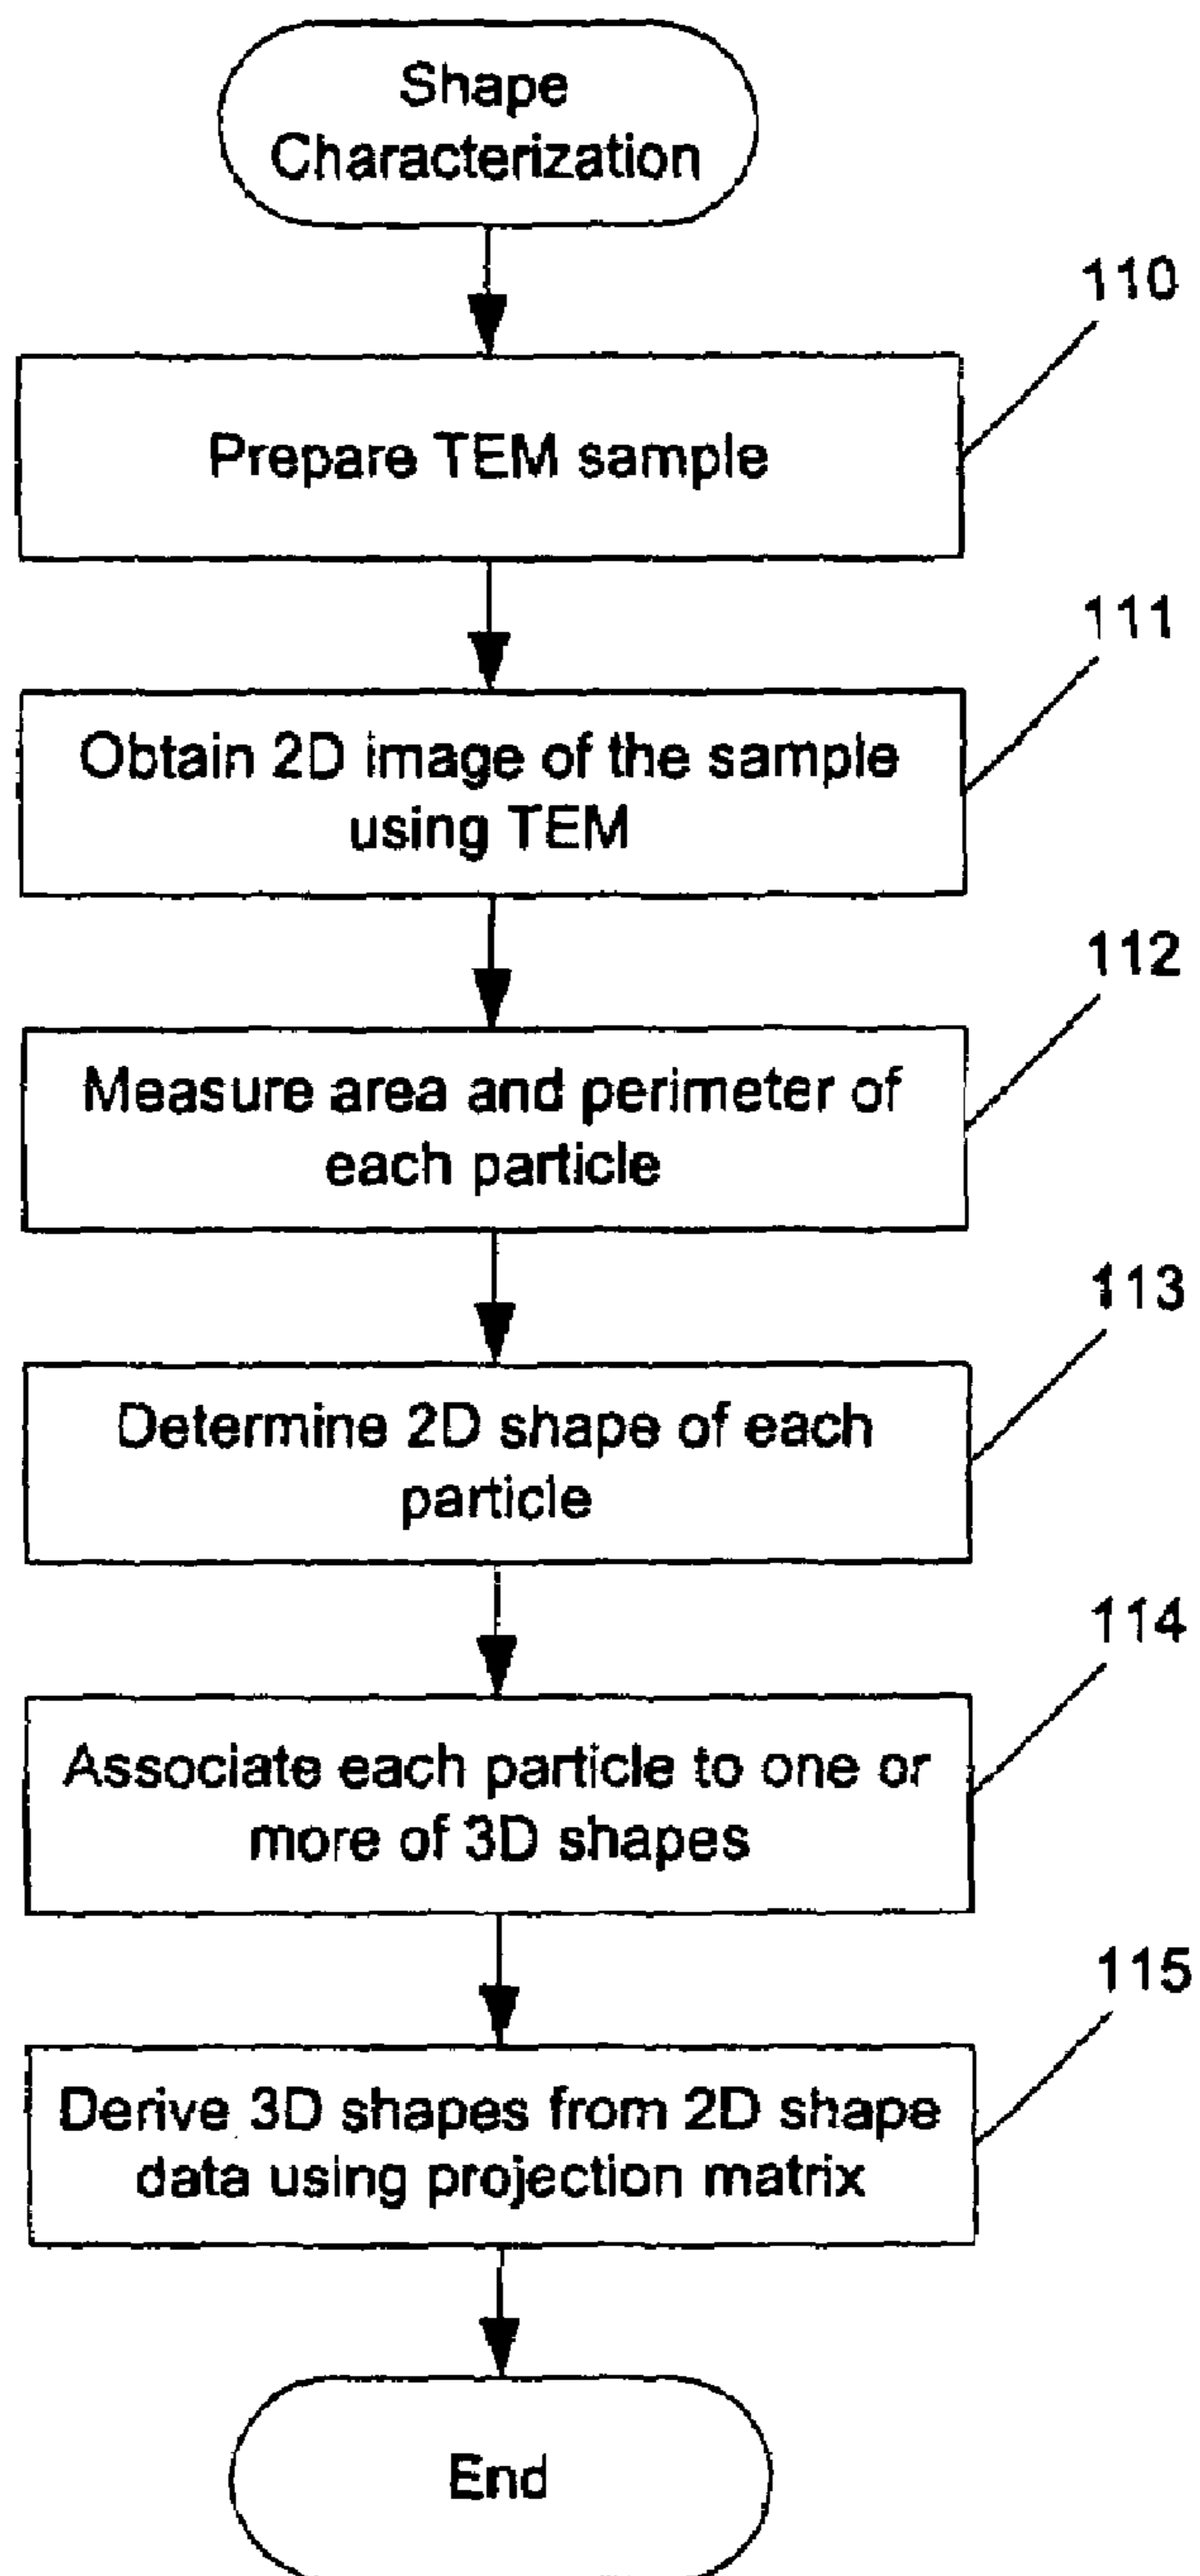 Shape
Characterization
110
Prepare TEM sample
111
Obtain 2D image of the sample
using TEM
112
Measure area and perimeter of
each particle
113
Determine 2D shape of each
particle
114
Associate each particle to one or
more of 3D shapes
115
Derive 3D shapes from 2D shape
data using projection matrix
End